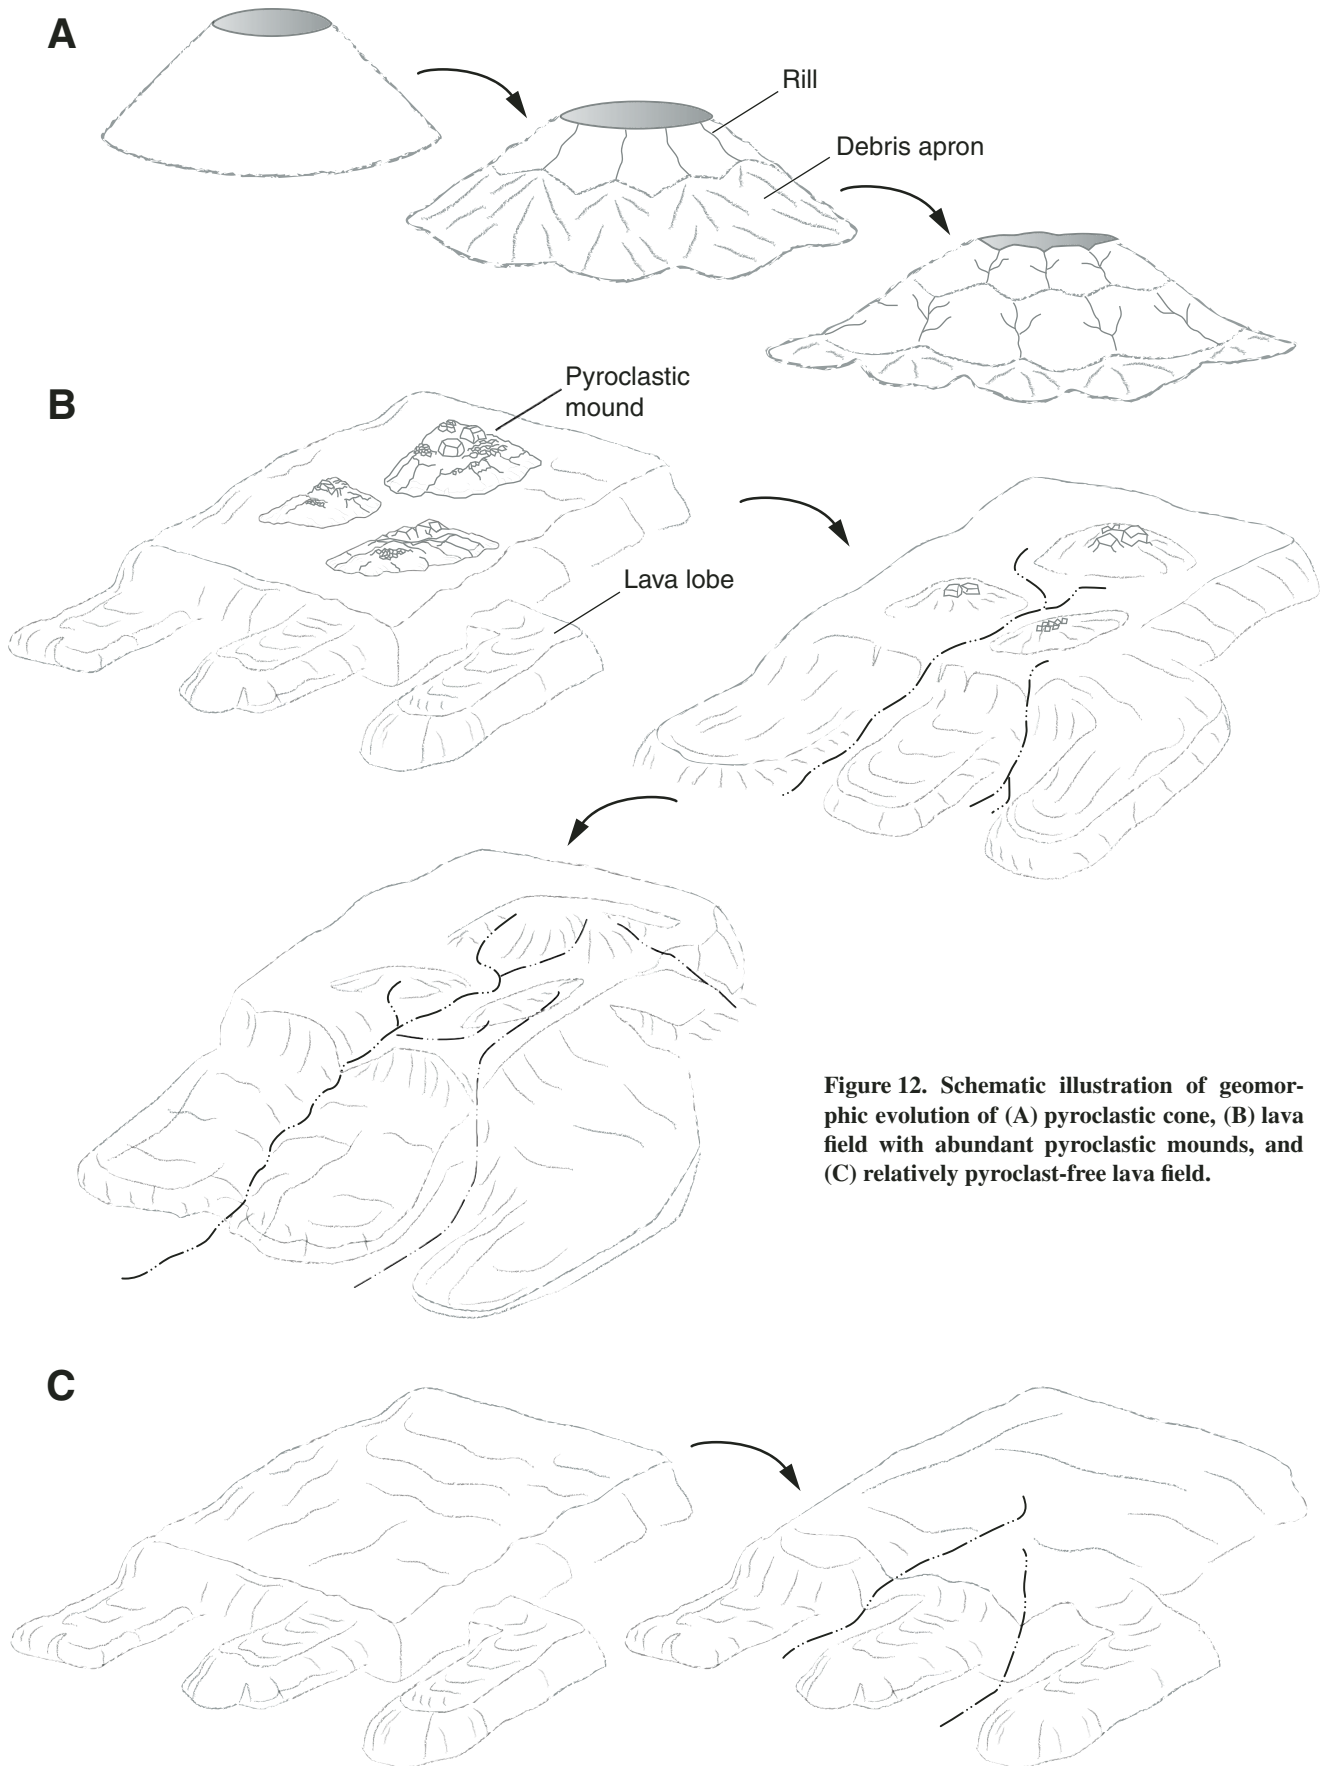 A
Rill
Debris apron
B
Pyroclastic
mound
Lava lobe
Figure 12. Schematic illustration of geomor-
phic evolution of (A) pyroclastic cone, (B) lava
field with abundant pyroclastic mounds, and
(C) relatively pyroclast-free lava field.
C